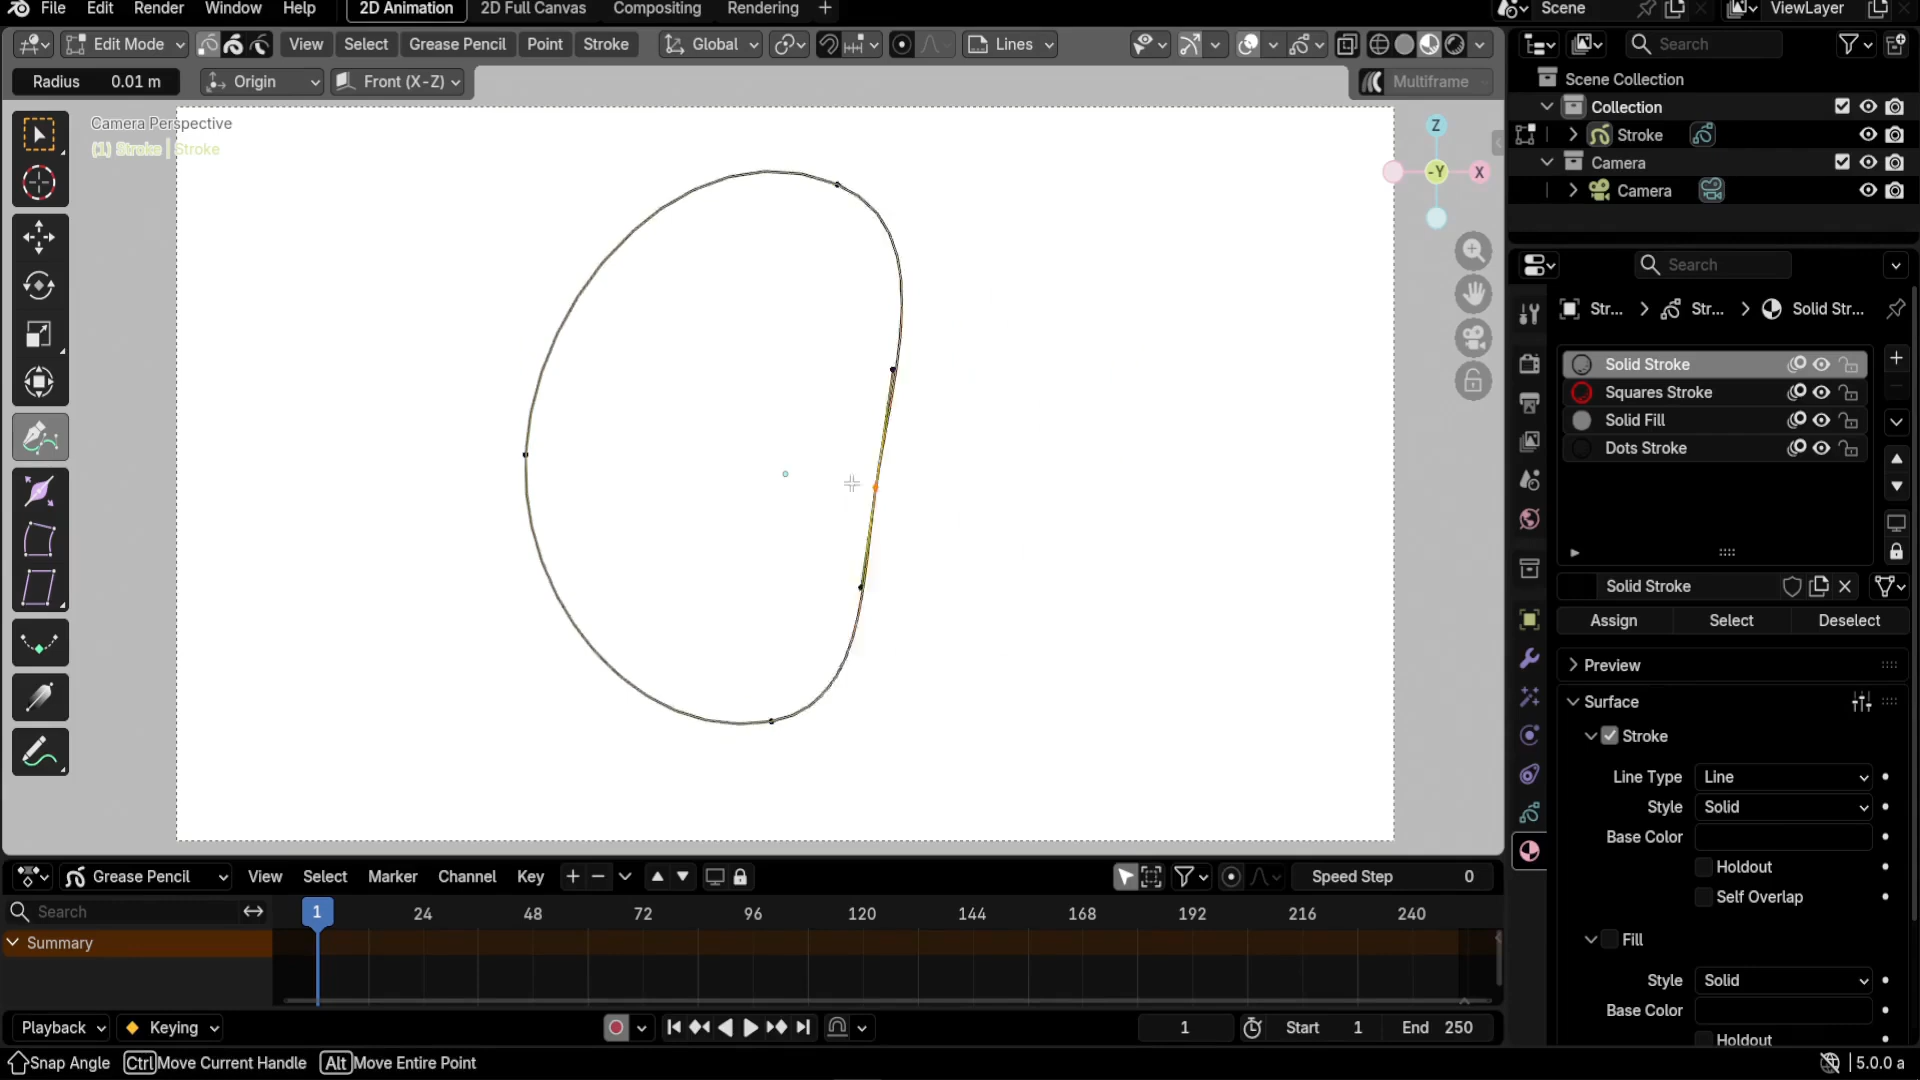 File Edit Render Window Help 2D Animation 2D Full Canvas Compositing Rendering + Scene ViewLayer
Edit Mode View Select Grease Pencil Point Stroke Global Lines Search
Radius 0.01 m Origin Front (X-Z) Multiframe
Camera Perspective
(1) Stroke | Stroke
Z
-Y
X
Scene Collection
Collection
Stroke
Camera
Camera
Search
Str... Str... Solid Str...
Solid Stroke
Squares Stroke
Solid Fill
Dots Stroke
Solid Stroke
Assign Select Deselect
Preview
Surface
Stroke
Line Type Line
Style Solid
Base Color
Holdout
Self Overlap
Fill
Style Solid
Base Color
Holdout
Grease Pencil View Select Marker Channel Key Speed Step 0
Search 1 24 48 72 96 120 144 168 192 216 240
Summary
Playback Keying 1 Start 1 End 250
Snap Angle Ctrl Move Current Handle Alt Move Entire Point 5.0.0 a